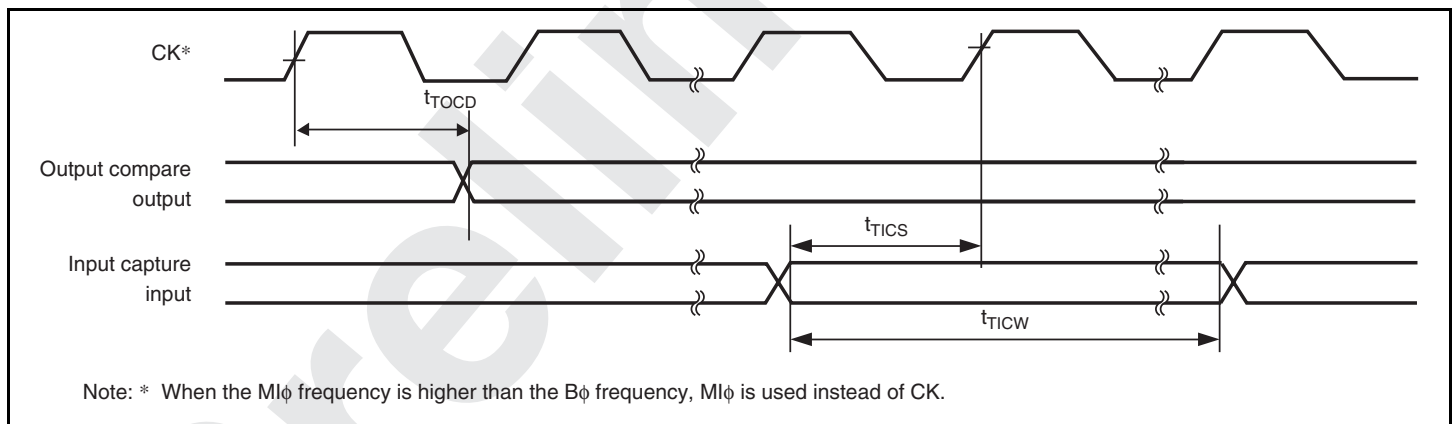 CK*
tTOCD
Output compare
output
tTICS
Input capture
input
tTICW
Note: * When the MIϕ frequency is higher than the Bϕ frequency, MIϕ is used instead of CK.